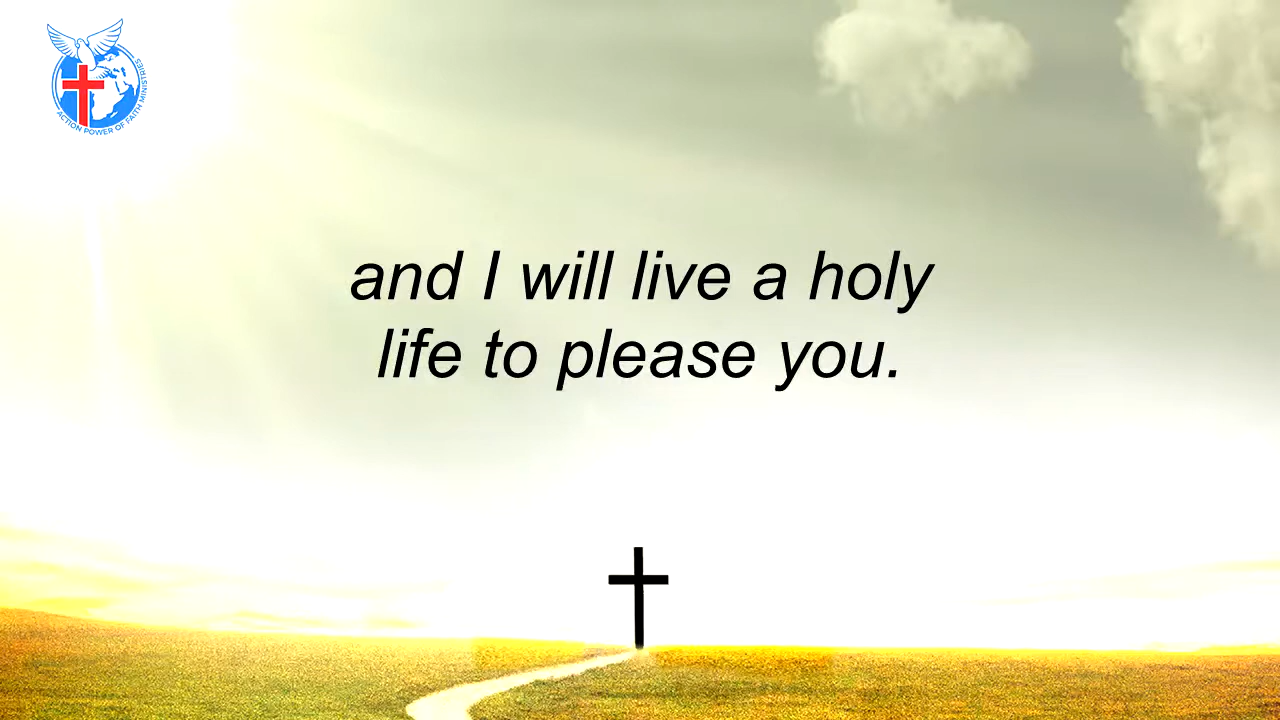 ACTION POWER OF FAITH MINISTRIES
and I will live a holy
life to please you.